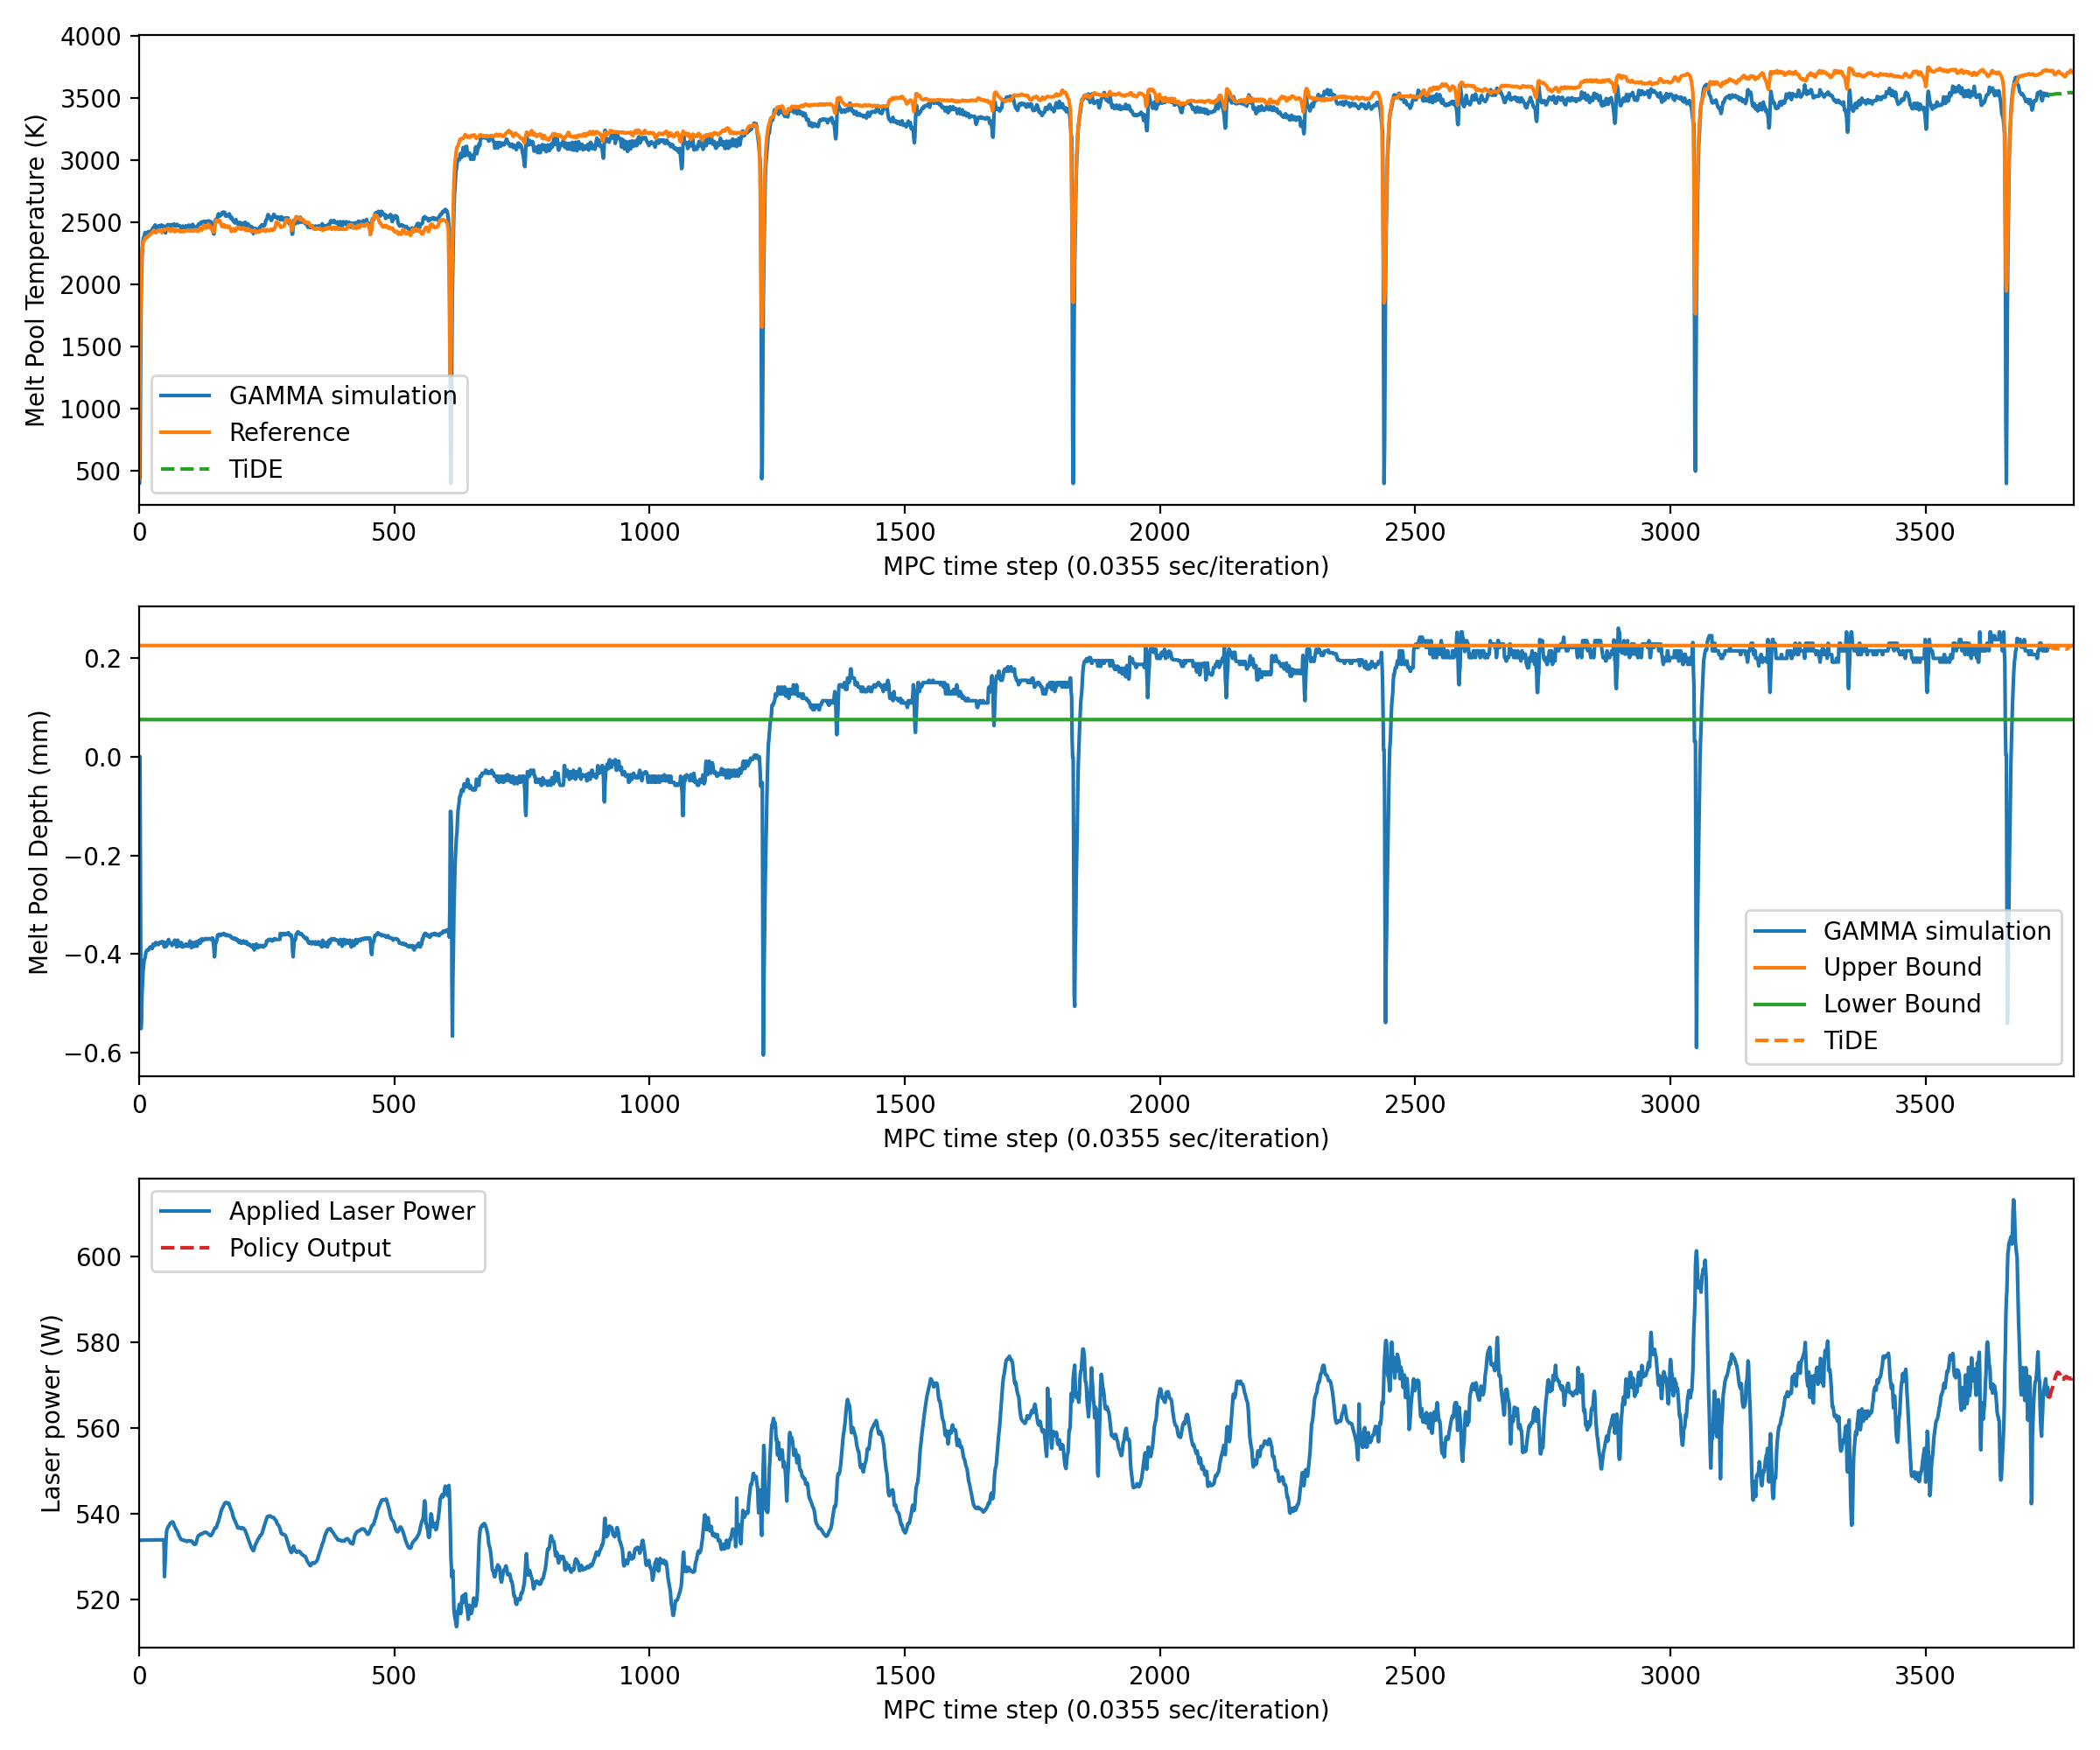 4000
3500
3000
2500
2000
1500
1000
500
Melt Pool Temperature (K)
GAMMA simulation
Reference
TiDE
0 500 1000 1500 2000 2500 3000 3500
MPC time step (0.0355 sec/iteration)
0.2
0.0
−0.2
−0.4
−0.6
Melt Pool Depth (mm)
GAMMA simulation
Upper Bound
Lower Bound
TiDE
0 500 1000 1500 2000 2500 3000 3500
MPC time step (0.0355 sec/iteration)
Applied Laser Power
Policy Output
600
580
560
540
520
Laser power (W)
0 500 1000 1500 2000 2500 3000 3500
MPC time step (0.0355 sec/iteration)